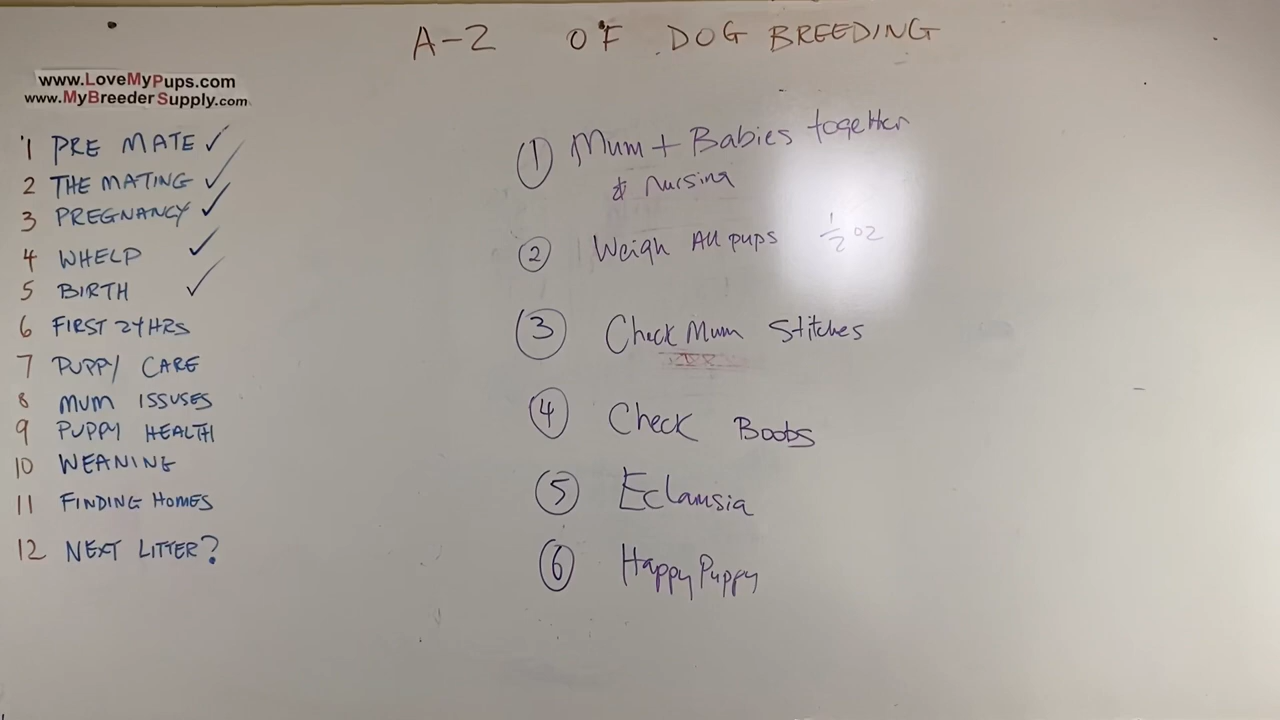 A-Z OF DOG BREEDING
www.LoveMyPups.com
www.MyBreederSupply.com
1 PRE MATE ✓
2 THE MATING ✓
3 PREGNANCY ✓
4 WHELP ✓
5 BIRTH ✓
6 FIRST 24HRS
7 PUPPY CARE
8 MUM ISSUSES
9 PUPPY HEALTH
10 WEANING
11 FINDING HOMES
12 NEXT LITTER?
① Mum + Babies together
& nursing
② Weigh All pups ½ oz
③ Check Mum Stitches
④ Check Boobs
⑤ Eclamsia
⑥ Happy Puppy